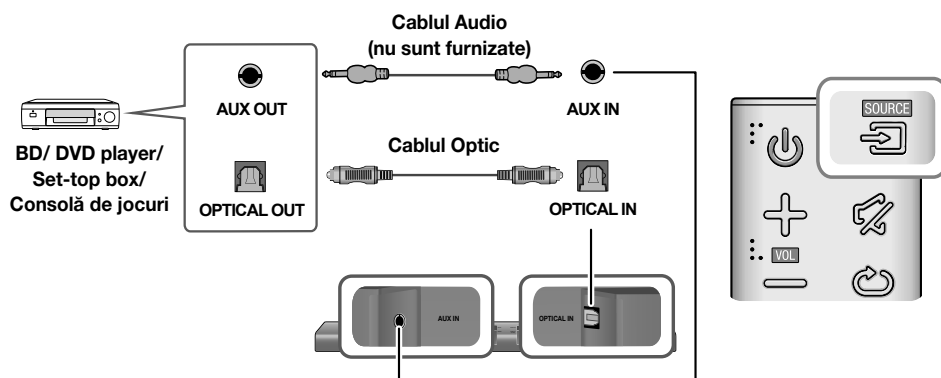 Cablul Audio
(nu sunt furnizate)
AUX OUT
AUX IN
SOURCE
BD/ DVD player/
Set-top box/
Consolă de jocuri
Cablul Optic
OPTICAL OUT
OPTICAL IN
VOL
AUX IN
OPTICAL IN